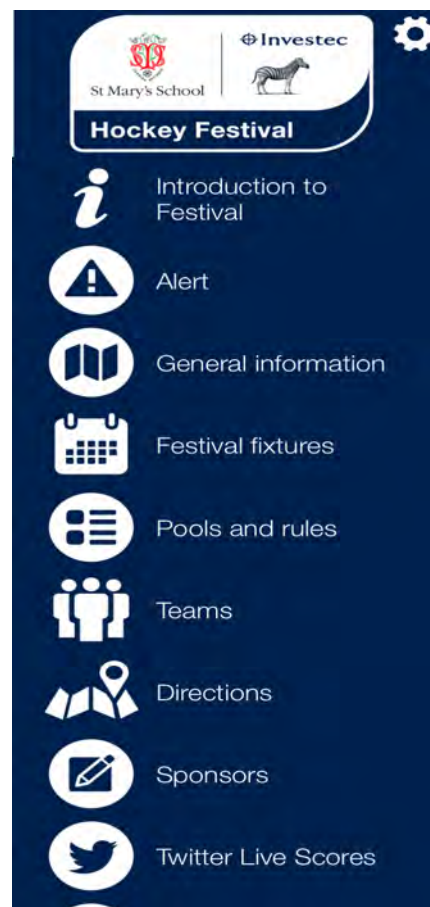 Investec
St Mary's School
Hockey Festival
Introduction to
Festival
Alert
General information
Festival fixtures
Pools and rules
Teams
Directions
Sponsors
Twitter Live Scores